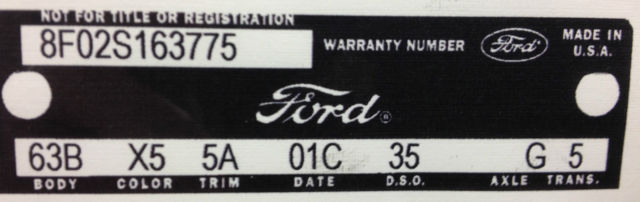 NOT FOR TITLE OR REGISTRATION
8F02S163775
WARRANTY NUMBER
Ford
MADE IN
U.S.A.
Ford ®
63B X5 5A 01C 35 G 5
BODY COLOR TRIM DATE D.S.O. AXLE TRANS.